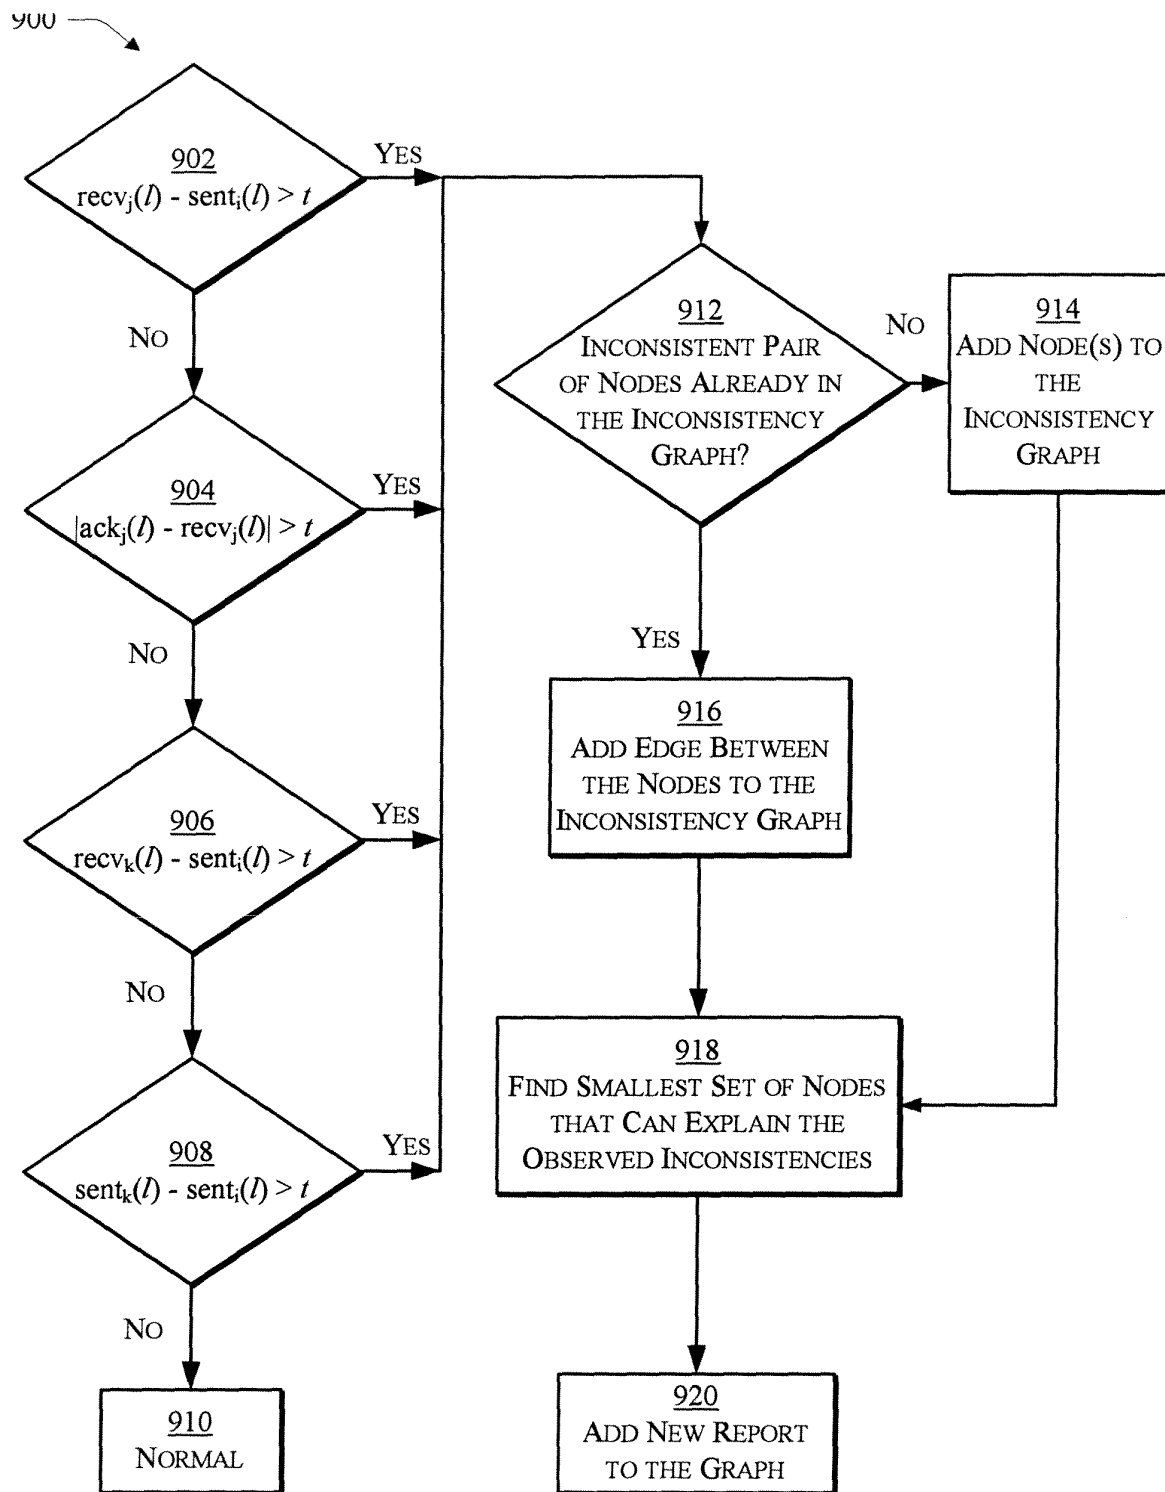 900
902
recvj(l) - senti(l) > t
YES
NO
904
|ackj(l) - recvj(l)| > t
YES
NO
906
recvk(l) - senti(l) > t
YES
NO
908
sentk(l) - senti(l) > t
YES
NO
910
NORMAL
912
INCONSISTENT PAIR
OF NODES ALREADY IN
THE INCONSISTENCY
GRAPH?
NO
914
ADD NODE(S) TO
THE
INCONSISTENCY
GRAPH
YES
916
ADD EDGE BETWEEN
THE NODES TO THE
INCONSISTENCY GRAPH
918
FIND SMALLEST SET OF NODES
THAT CAN EXPLAIN THE
OBSERVED INCONSISTENCIES
920
ADD NEW REPORT
TO THE GRAPH